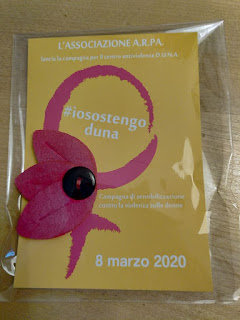 L'ASSOCIAZIONE A.R.P.A.
lancia la campagna per il centro antiviolenza D.U.N.A.
#iosostengo
duna
Campagna di sensibilizzazione
contro la violenza sulle donne
8 marzo 2020